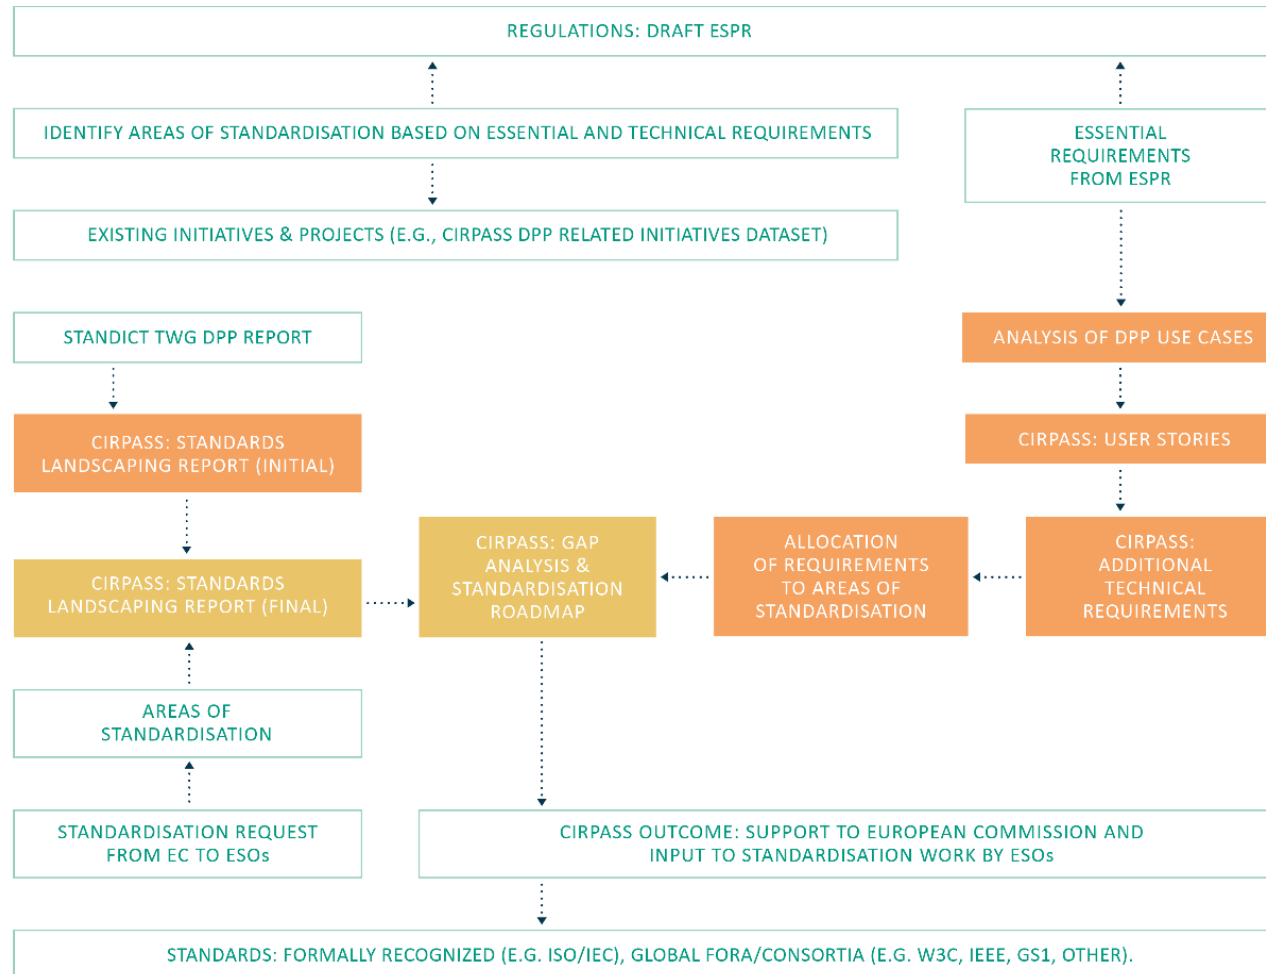 REGULATIONS: DRAFT ESPR
IDENTIFY AREAS OF STANDARDISATION BASED ON ESSENTIAL AND TECHNICAL REQUIREMENTS
ESSENTIAL
REQUIREMENTS
FROM ESPR
EXISTING INITIATIVES & PROJECTS (E.G., CIRPASS DPP RELATED INITIATIVES DATASET)
STANDICT TWG DPP REPORT
ANALYSIS OF DPP USE CASES
CIRPASS: STANDARDS
LANDSCAPING REPORT (INITIAL)
CIRPASS: USER STORIES
CIRPASS: STANDARDS
LANDSCAPING REPORT (FINAL)
CIRPASS: GAP
ANALYSIS &
STANDARDISATION
ROADMAP
ALLOCATION
OF REQUIREMENTS
TO AREAS OF
STANDARDISATION
CIRPASS:
ADDITIONAL
TECHNICAL
REQUIREMENTS
AREAS OF
STANDARDISATION
STANDARDISATION REQUEST
FROM EC TO ESOs
CIRPASS OUTCOME: SUPPORT TO EUROPEAN COMMISSION AND
INPUT TO STANDARDISATION WORK BY ESOs
STANDARDS: FORMALLY RECOGNIZED (E.G. ISO/IEC), GLOBAL FORA/CONSORTIA (E.G. W3C, IEEE, GS1, OTHER).